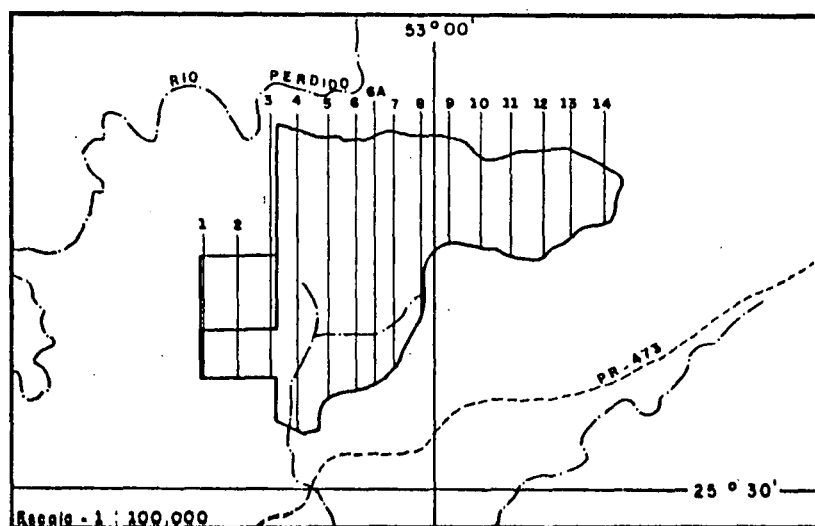 53°00'
RIO PERDIDO
6A
3 4 5 6 7 8 9 10 11 12 13 14
1 2
PR-473
25°30'
Escala - 1 : 100,000